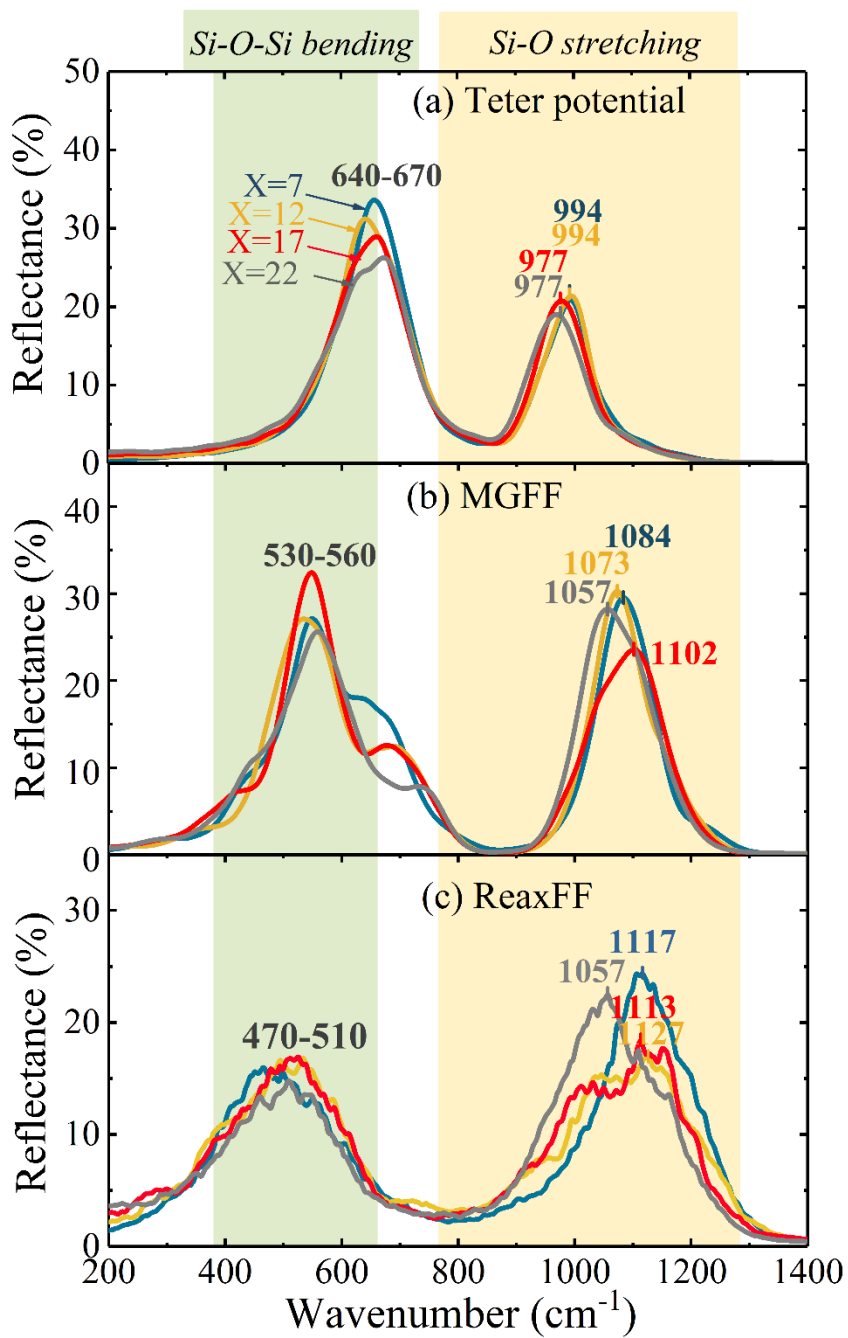 Si-O-Si bending Si-O stretching
50
(a) Teter potential
40
640-670
X=7
X=12
X=17
X=22
994
994
977
977
30
20
10
0
Reflectance (%)
(b) MGFF
40
530-560
1084
1073
1057
1102
30
20
10
0
Reflectance (%)
(c) ReaxFF
30
1117
1057
1113
1127
470-510
20
10
0
Reflectance (%)
200 400 600 800 1000 1200 1400
Wavenumber (cm⁻¹)